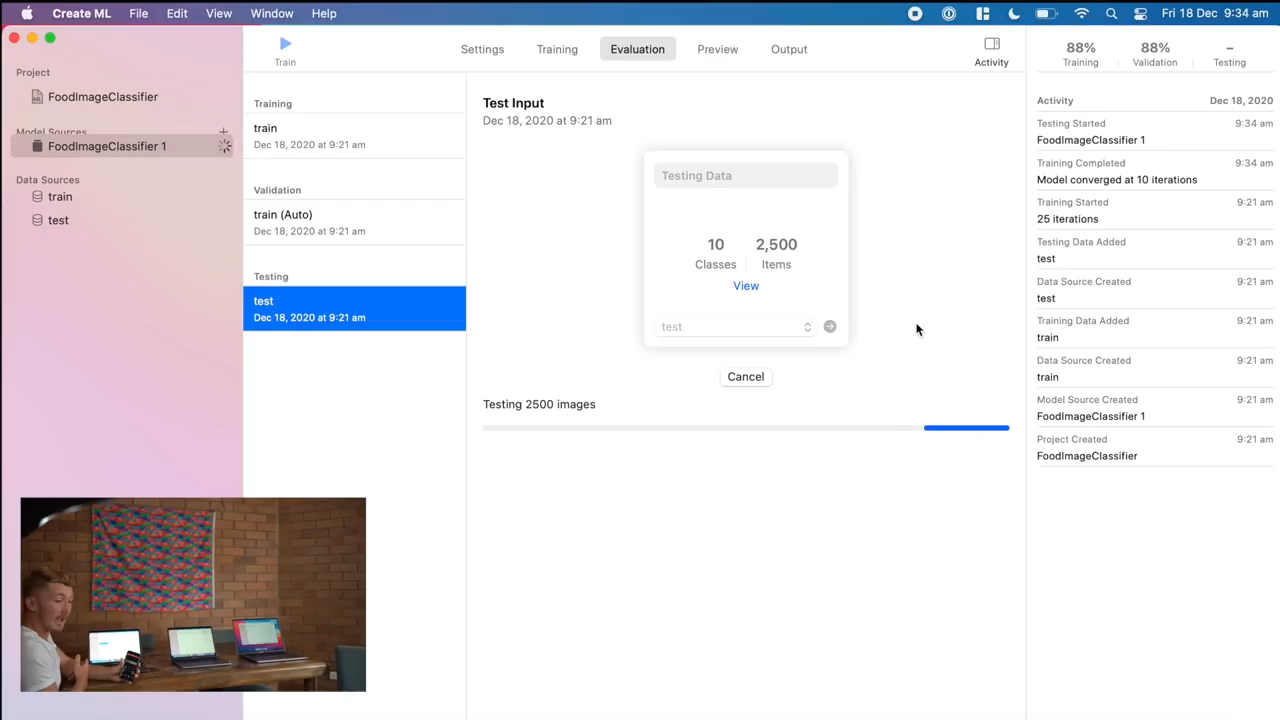 Create ML File Edit View Window Help Fri 18 Dec 9:34 am
Train
Settings Training Evaluation Preview Output
Activity
88% 88% –
Training Validation Testing
Project
FoodImageClassifier
Model Sources +
FoodImageClassifier 1
Data Sources
train
test
Training
train
Dec 18, 2020 at 9:21 am
Validation
train (Auto)
Dec 18, 2020 at 9:21 am
Testing
test
Dec 18, 2020 at 9:21 am
Test Input
Dec 18, 2020 at 9:21 am
Testing Data
10 2,500
Classes Items
View
test
Cancel
Testing 2500 images
Activity Dec 18, 2020
Testing Started 9:34 am
FoodImageClassifier 1
Training Completed 9:34 am
Model converged at 10 iterations
Training Started 9:21 am
25 iterations
Testing Data Added 9:21 am
test
Data Source Created 9:21 am
test
Training Data Added 9:21 am
train
Data Source Created 9:21 am
train
Model Source Created 9:21 am
FoodImageClassifier 1
Project Created 9:21 am
FoodImageClassifier